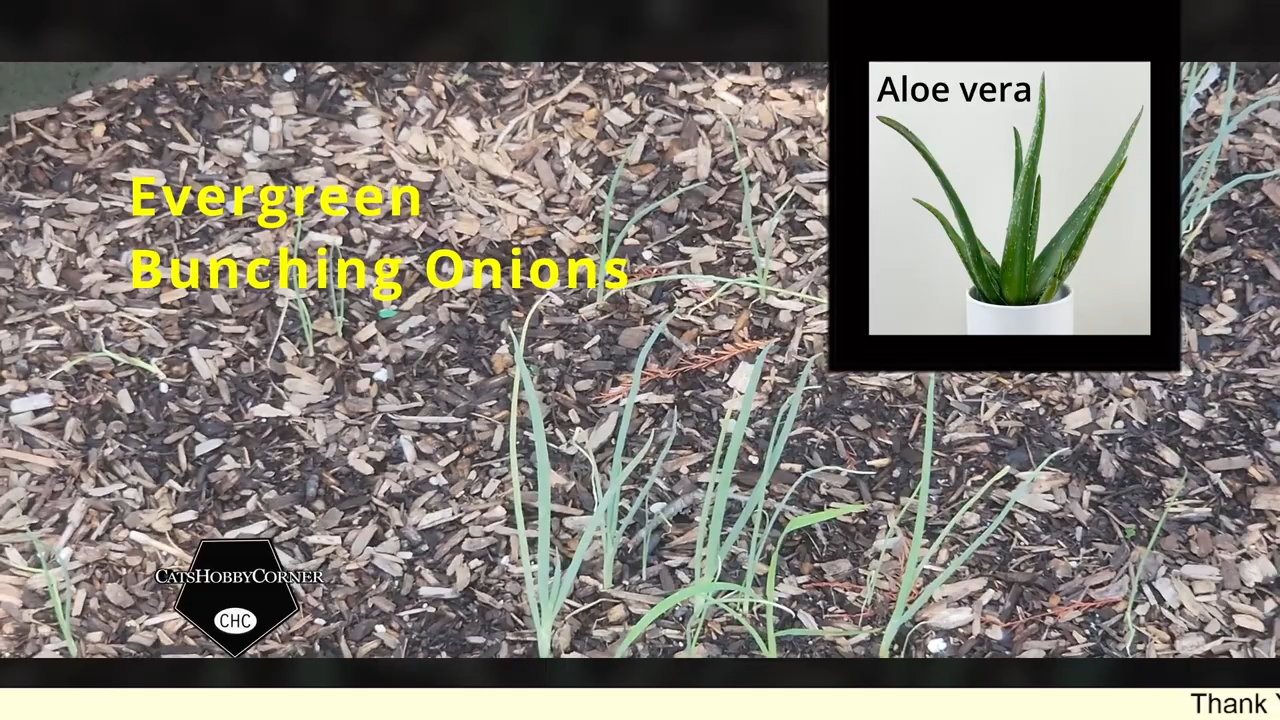 Aloe vera
Evergreen
Bunching Onions
CATSHOBBYCORNER
CHC
Thank